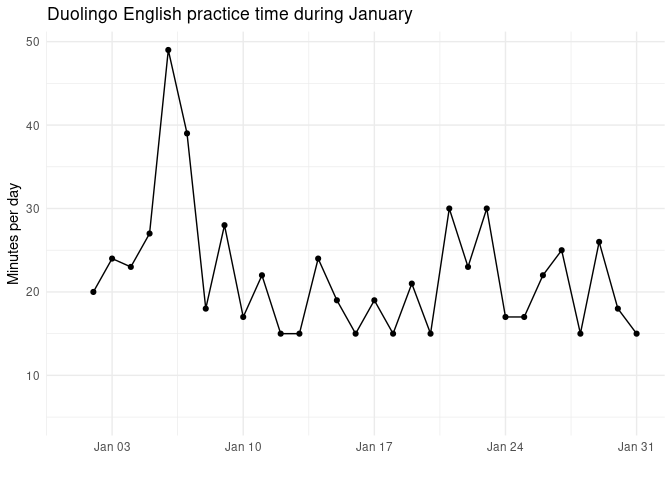 Duolingo English practice time during January
Minutes per day
50
40
30
20
10
Jan 03
Jan 10
Jan 17
Jan 24
Jan 31